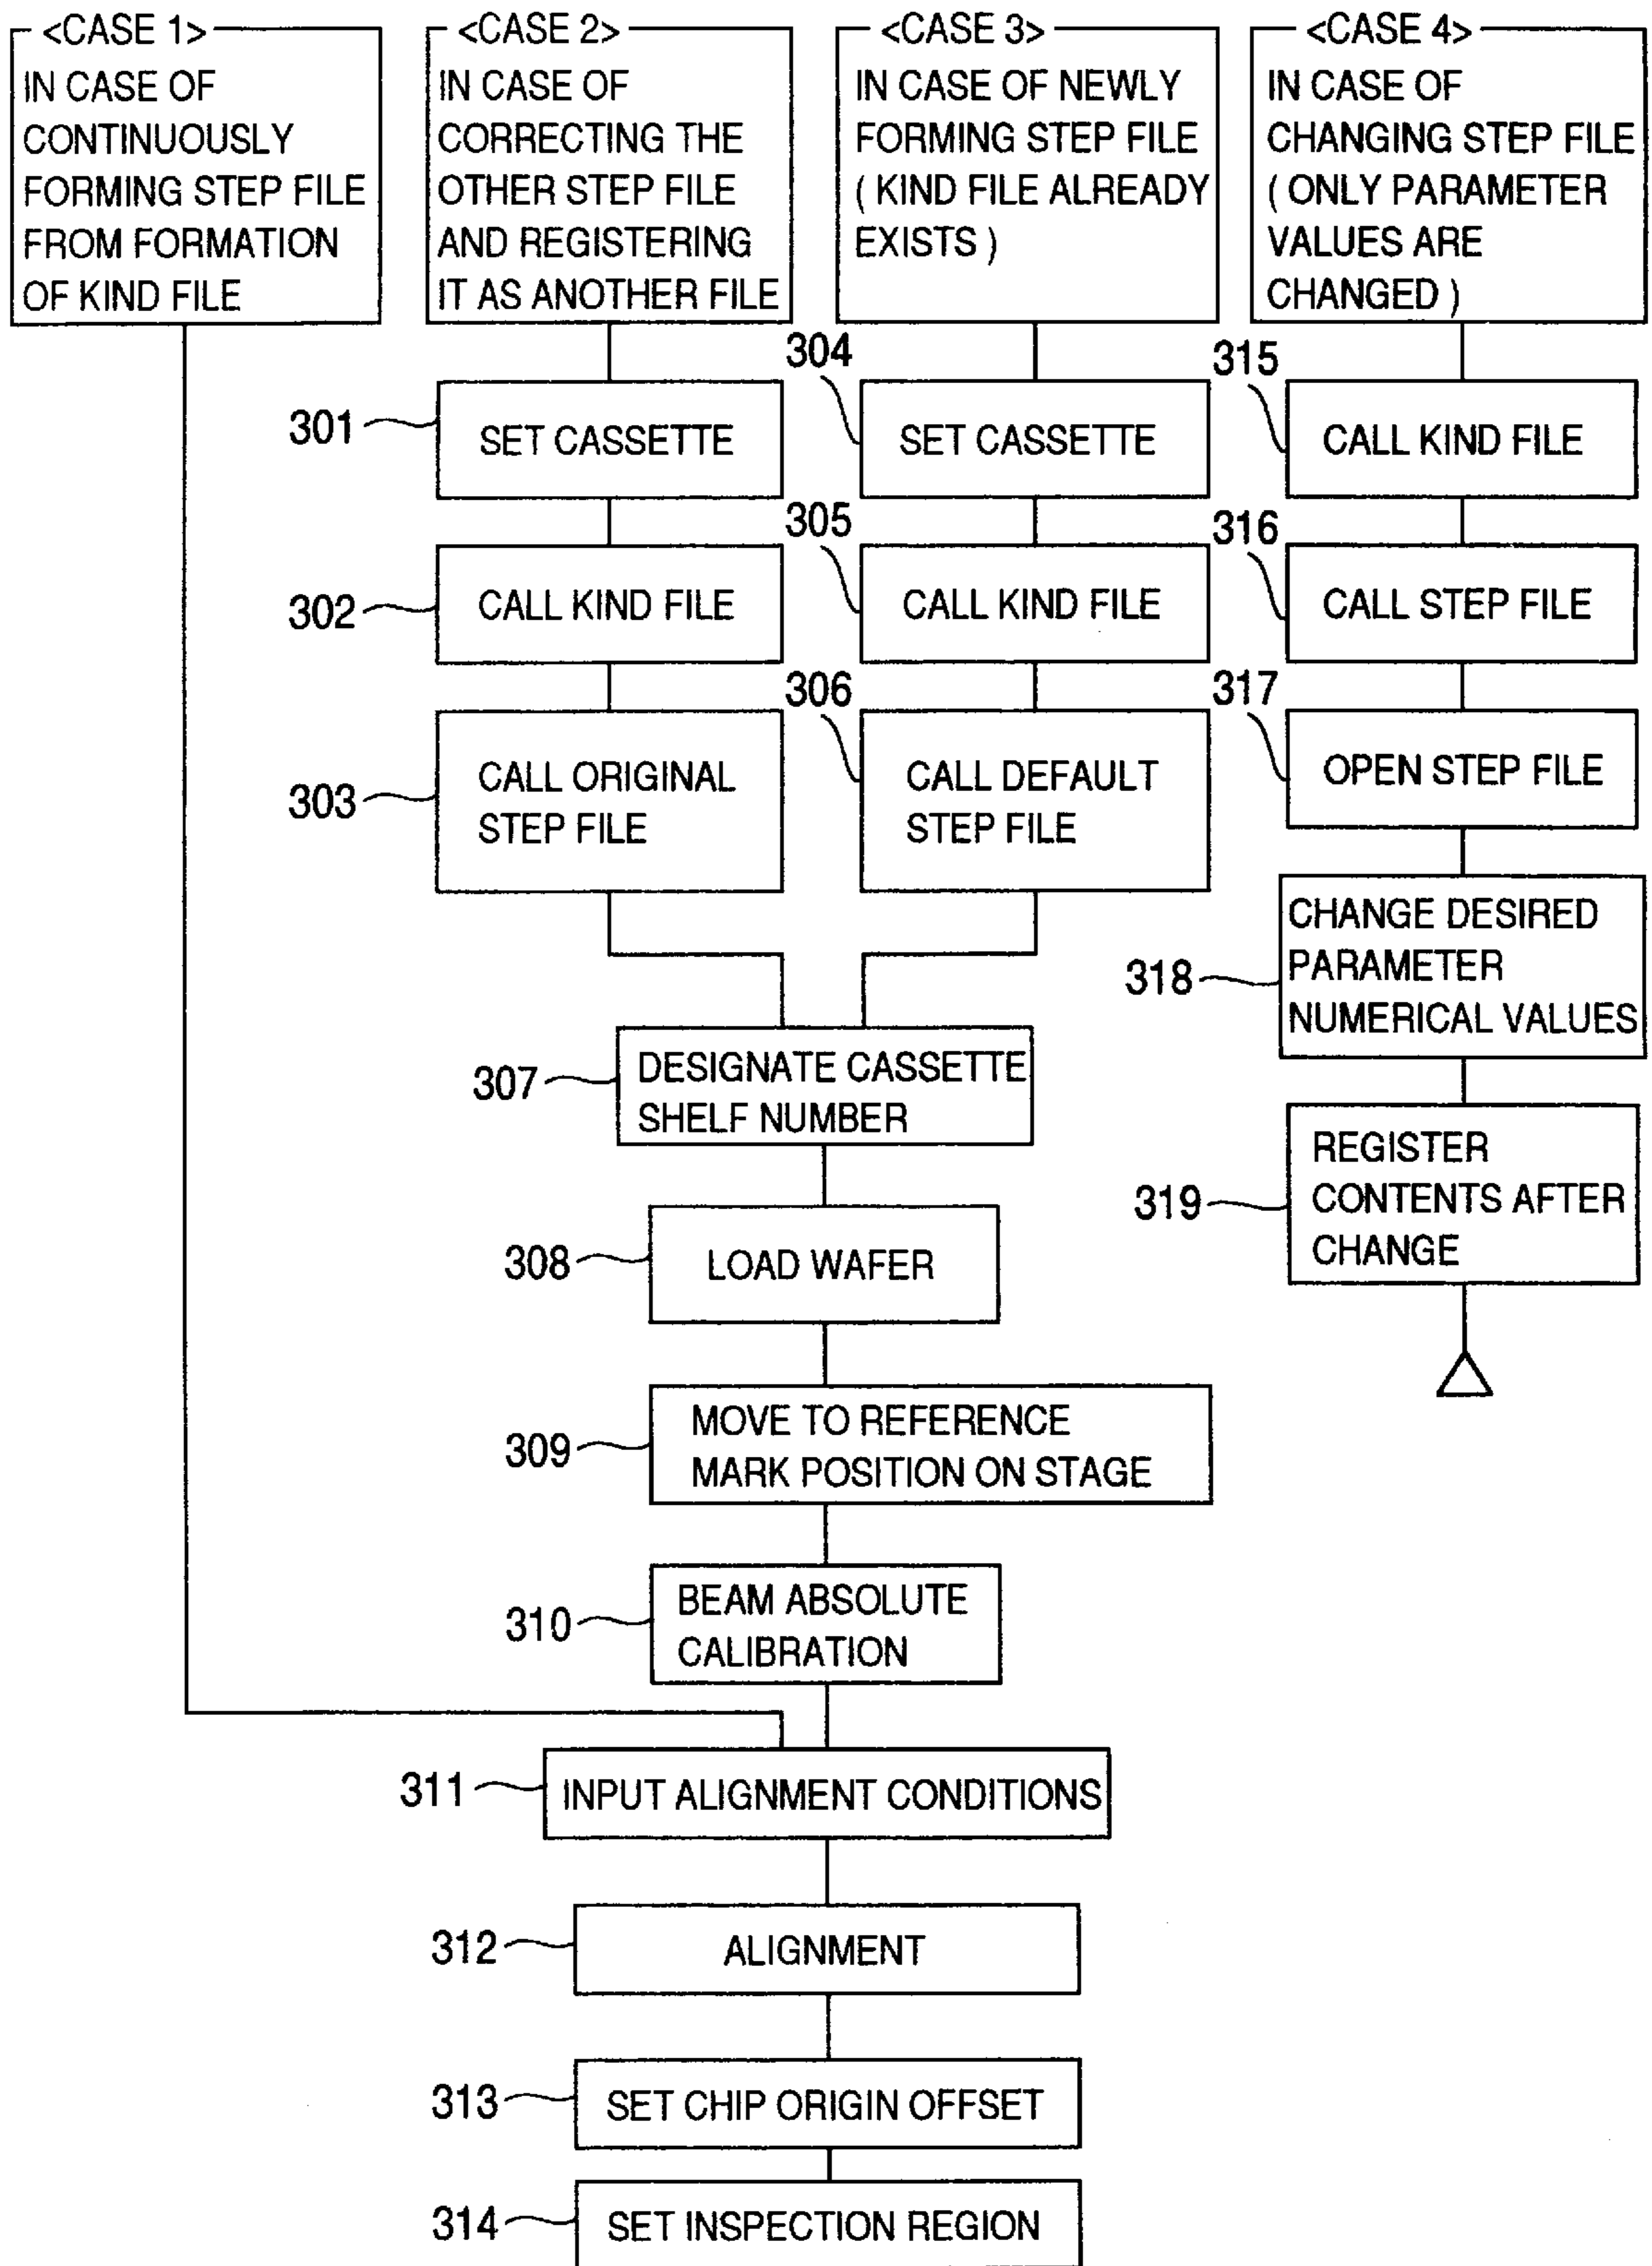 <CASE 1>
IN CASE OF
CONTINUOUSLY
FORMING STEP FILE
FROM FORMATION
OF KIND FILE
<CASE 2>
IN CASE OF
CORRECTING THE
OTHER STEP FILE
AND REGISTERING
IT AS ANOTHER FILE
<CASE 3>
IN CASE OF NEWLY
FORMING STEP FILE
( KIND FILE ALREADY
EXISTS )
<CASE 4>
IN CASE OF
CHANGING STEP FILE
( ONLY PARAMETER
VALUES ARE
CHANGED )
301
SET CASSETTE
302
CALL KIND FILE
303
CALL ORIGINAL
STEP FILE
304
SET CASSETTE
305
CALL KIND FILE
306
CALL DEFAULT
STEP FILE
315
CALL KIND FILE
316
CALL STEP FILE
317
OPEN STEP FILE
318
CHANGE DESIRED
PARAMETER
NUMERICAL VALUES
319
REGISTER
CONTENTS AFTER
CHANGE
307
DESIGNATE CASSETTE
SHELF NUMBER
308
LOAD WAFER
309
MOVE TO REFERENCE
MARK POSITION ON STAGE
310
BEAM ABSOLUTE
CALIBRATION
311
INPUT ALIGNMENT CONDITIONS
312
ALIGNMENT
313
SET CHIP ORIGIN OFFSET
314
SET INSPECTION REGION